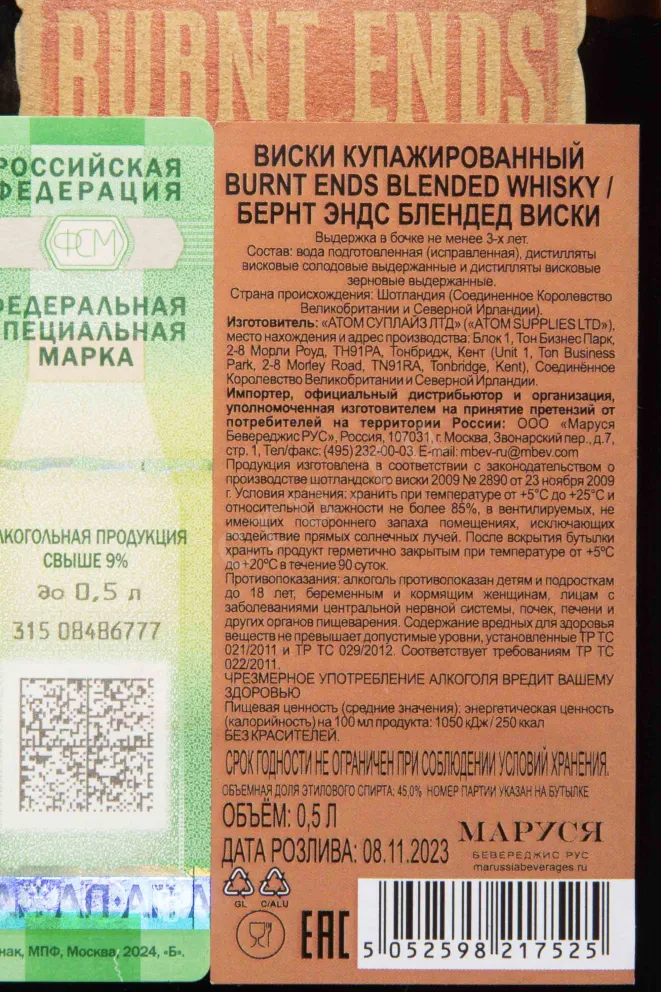 BURNT ENDS
РОССИЙСКАЯ
ФЕДЕРАЦИЯ
ФСМ
ФЕДЕРАЛЬНАЯ
СПЕЦИАЛЬНАЯ
МАРКА
АЛКОГОЛЬНАЯ ПРОДУКЦИЯ
СВЫШЕ 9%
до 0,5 л
315 08486777
знак, МПФ, Москва, 2024, «Б».
ВИСКИ КУПАЖИРОВАННЫЙ
BURNT ENDS BLENDED WHISKY /
БЕРНТ ЭНДС БЛЕНДЕД ВИСКИ
Выдержка в бочке не менее 3-х лет.
Состав: вода подготовленная (исправленная), дистилляты
висковые солодовые выдержанные и дистилляты висковые
зерновые выдержанные.
Страна происхождения: Шотландия (Соединенное Королевство
Великобритании и Северной Ирландии).
Изготовитель: «АТОМ СУПЛАЙЗ ЛТД» («ATOM SUPPLIES LTD»),
место нахождения и адрес производства: Блок 1, Тон Бизнес Парк,
2-8 Морли Роуд, TH91PA, Тонбридж, Кент (Unit 1, Ton Business
Park, 2-8 Morley Road, TN91RA, Tonbridge, Kent), Соединённое
Королевство Великобритании и Северной Ирландии.
Импортер, официальный дистрибьютор и организация,
уполномоченная изготовителем на принятие претензий от
потребителей на территории России: ООО «Маруся
Бевереджис РУС», Россия, 107031, г. Москва, Звонарский пер., д.7,
стр. 1, Тел/факс: (495) 232-00-03. E-mail: mbev-ru@mbev.com
Продукция изготовлена в соответствии с законодательством о
производстве шотландского виски 2009 № 2890 от 23 ноября 2009
г. Условия хранения: хранить при температуре от +5°C до +25°C и
относительной влажности не более 85%, в вентилируемых, не
имеющих постороннего запаха помещениях, исключающих
воздействие прямых солнечных лучей. После вскрытия бутылки
хранить продукт герметично закрытым при температуре от +5°C
до +20°C в течение 90 суток.
Противопоказания: алкоголь противопоказан детям и подросткам
до 18 лет, беременным и кормящим женщинам, лицам с
заболеваниями центральной нервной системы, почек, печени и
других органов пищеварения. Содержание вредных для здоровья
веществ не превышает допустимые уровни, установленные ТР ТС
021/2011 и ТР ТС 029/2012. Соответствует требованиям ТР ТС
022/2011.
ЧРЕЗМЕРНОЕ УПОТРЕБЛЕНИЕ АЛКОГОЛЯ ВРЕДИТ ВАШЕМУ
ЗДОРОВЬЮ
Пищевая ценность (средние значения): энергетическая ценность
(калорийность) на 100 мл продукта: 1050 кДж / 250 ккал
БЕЗ КРАСИТЕЛЕЙ.
СРОК ГОДНОСТИ НЕ ОГРАНИЧЕН ПРИ СОБЛЮДЕНИИ УСЛОВИЙ ХРАНЕНИЯ.
ОБЪЕМНАЯ ДОЛЯ ЭТИЛОВОГО СПИРТА: 45,0% НОМЕР ПАРТИИ УКАЗАН НА БУТЫЛКЕ
ОБЪЁМ: 0,5 Л
ДАТА РОЗЛИВА: 08.11.2023
МАРУСЯ
БЕВЕРЕДЖИС РУС
marussiabeverages.ru
GL C/ALU
EAC
5 052598 217525